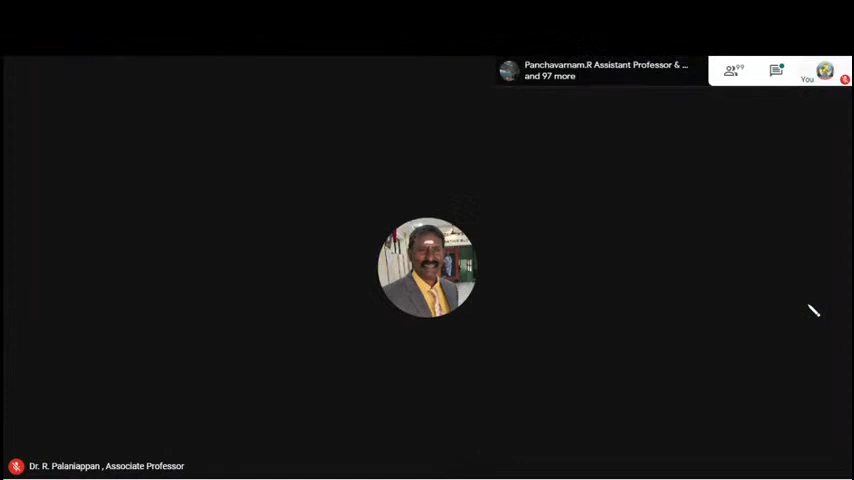 Panchavarnam.R Assistant Professor & ...
and 97 more
99
You
Dr. R. Palaniappan , Associate Professor